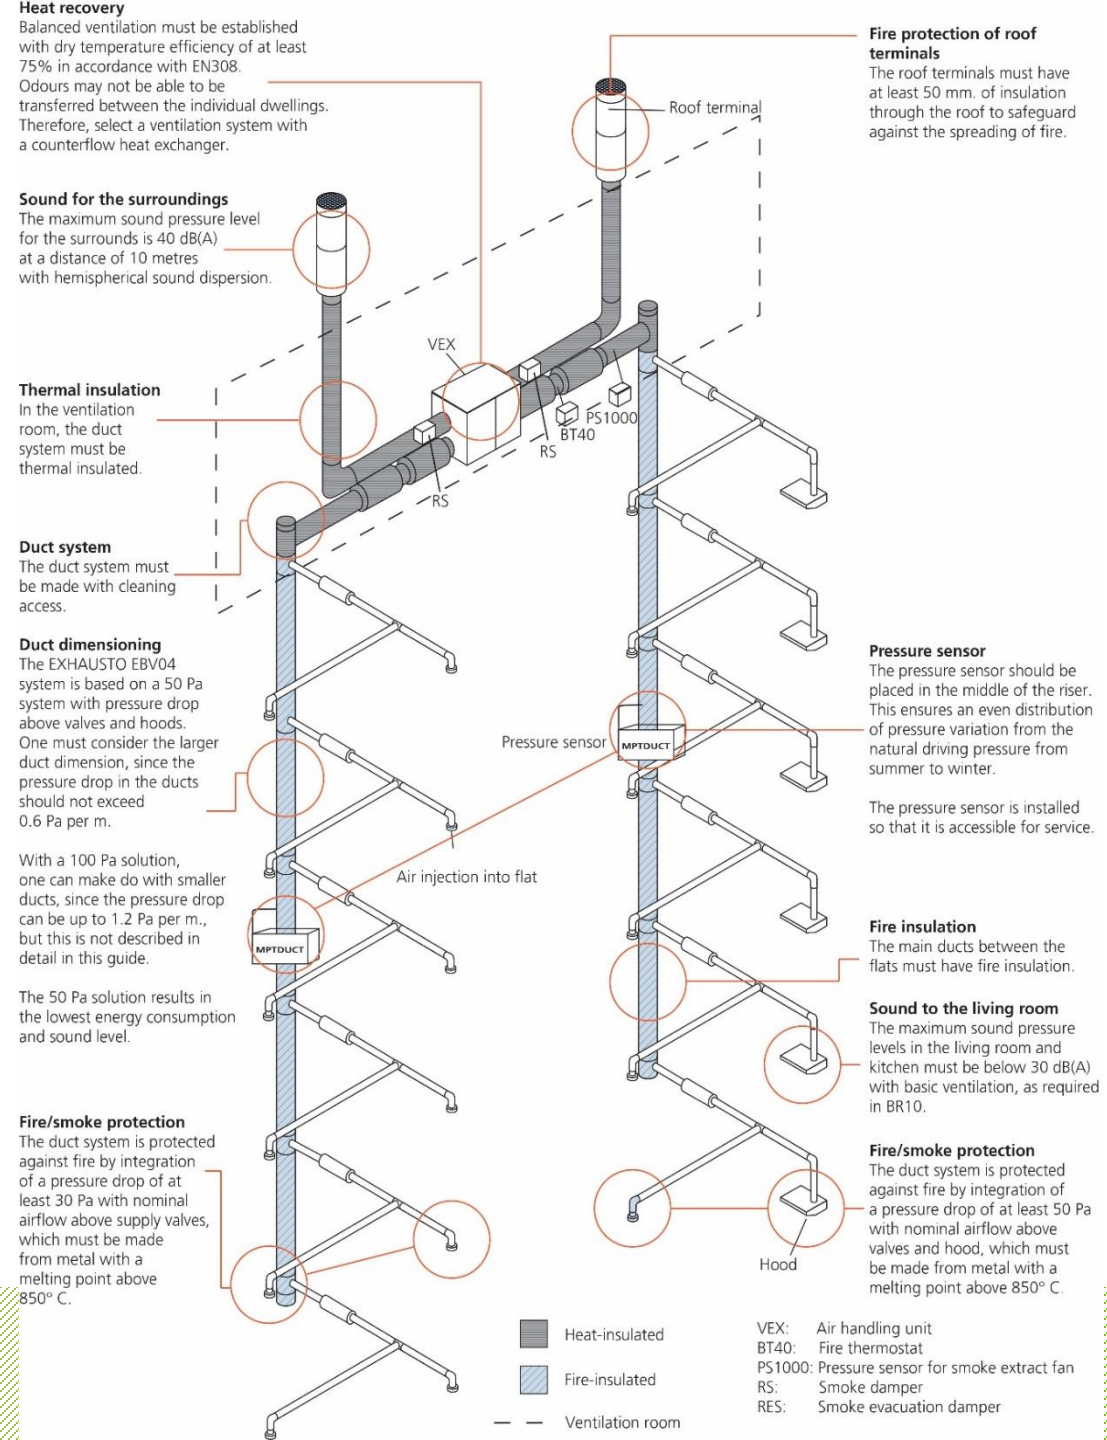 Heat recovery
Balanced ventilation must be established
with dry temperature efficiency of at least
75% in accordance with EN308.
Odours may not be able to be
transferred between the individual dwellings.
Therefore, select a ventilation system with
a counterflow heat exchanger.
Fire protection of roof
terminals
The roof terminals must have
at least 50 mm. of insulation
through the roof to safeguard
against the spreading of fire.
Roof terminal
Sound for the surroundings
The maximum sound pressure level
for the surrounds is 40 dB(A)
at a distance of 10 metres
with hemispherical sound dispersion.
VEX
PS1000
BT40
RS
RS
Thermal insulation
In the ventilation
room, the duct
system must be
thermal insulated.
Duct system
The duct system must
be made with cleaning
access.
Duct dimensioning
The EXHAUSTO EBV04
system is based on a 50 Pa
system with pressure drop
above valves and hoods.
One must consider the larger
duct dimension, since the
pressure drop in the ducts
should not exceed
0.6 Pa per m.
With a 100 Pa solution,
one can make do with smaller
ducts, since the pressure drop
can be up to 1.2 Pa per m.,
but this is not described in
detail in this guide.
The 50 Pa solution results in
the lowest energy consumption
and sound level.
Pressure sensor
MPTDUCT
Air injection into flat
MPTDUCT
Pressure sensor
The pressure sensor should be
placed in the middle of the riser.
This ensures an even distribution
of pressure variation from the
natural driving pressure from
summer to winter.
The pressure sensor is installed
so that it is accessible for service.
Fire insulation
The main ducts between the
flats must have fire insulation.
Sound to the living room
The maximum sound pressure
levels in the living room and
kitchen must be below 30 dB(A)
with basic ventilation, as required
in BR10.
Fire/smoke protection
The duct system is protected
against fire by integration
of a pressure drop of at
least 30 Pa with nominal
airflow above supply valves,
which must be made
from metal with a
melting point above
850º C.
Fire/smoke protection
The duct system is protected
against fire by integration of
a pressure drop of at least 50 Pa
with nominal airflow above
valves and hood, which must
be made from metal with a
melting point above 850º C.
Hood
Heat-insulated
Fire-insulated
Ventilation room
VEX: Air handling unit
BT40: Fire thermostat
PS1000: Pressure sensor for smoke extract fan
RS: Smoke damper
RES: Smoke evacuation damper